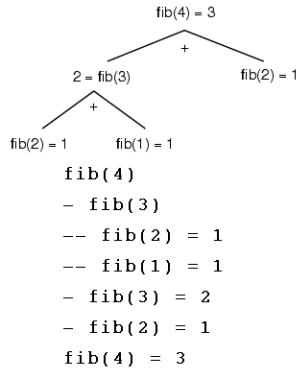 fib(4) = 3
+
2 = fib(3)
fib(2) = 1
+
fib(2) = 1
fib(1) = 1
fib(4)
- fib(3)
-- fib(2) = 1
-- fib(1) = 1
- fib(3) = 2
- fib(2) = 1
fib(4) = 3